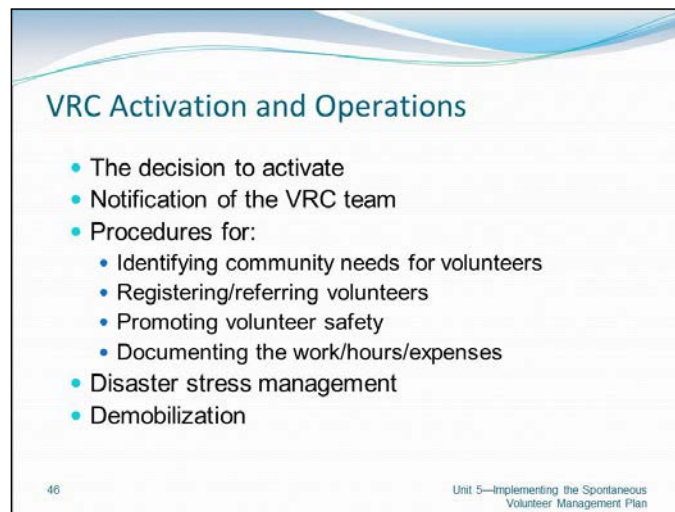 VRC Activation and Operations
• The decision to activate
• Notification of the VRC team
• Procedures for:
• Identifying community needs for volunteers
• Registering/referring volunteers
• Promoting volunteer safety
• Documenting the work/hours/expenses
• Disaster stress management
• Demobilization
46
Unit 5—Implementing the Spontaneous
Volunteer Management Plan